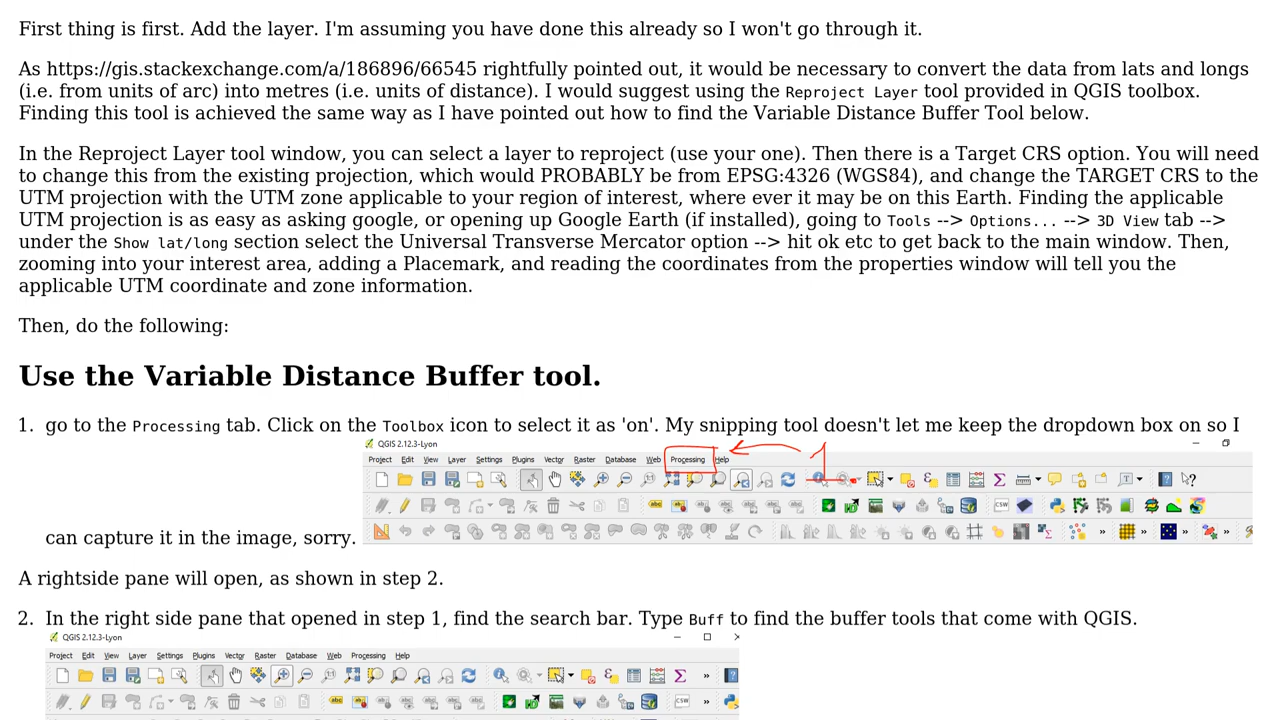 First thing is first. Add the layer. I'm assuming you have done this already so I won't go through it.
As https://gis.stackexchange.com/a/186896/66545 rightfully pointed out, it would be necessary to convert the data from lats and longs
(i.e. from units of arc) into metres (i.e. units of distance). I would suggest using the Reproject Layer tool provided in QGIS toolbox.
Finding this tool is achieved the same way as I have pointed out how to find the Variable Distance Buffer Tool below.
In the Reproject Layer tool window, you can select a layer to reproject (use your one). Then there is a Target CRS option. You will need
to change this from the existing projection, which would PROBABLY be from EPSG:4326 (WGS84), and change the TARGET CRS to the
UTM projection with the UTM zone applicable to your region of interest, where ever it may be on this Earth. Finding the applicable
UTM projection is as easy as asking google, or opening up Google Earth (if installed), going to Tools --> Options... --> 3D View tab -->
under the Show lat/long section select the Universal Transverse Mercator option --> hit ok etc to get back to the main window. Then,
zooming into your interest area, adding a Placemark, and reading the coordinates from the properties window will tell you the
applicable UTM coordinate and zone information.
Then, do the following:
Use the Variable Distance Buffer tool.
1. go to the Processing tab. Click on the Toolbox icon to select it as 'on'. My snipping tool doesn't let me keep the dropdown box on so I
QGIS 2.12.3-Lyon
Project Edit View Layer Settings Plugins Vector Raster Database Web Processing Help
1
abc
CSW
can capture it in the image, sorry.
A rightside pane will open, as shown in step 2.
2. In the right side pane that opened in step 1, find the search bar. Type Buff to find the buffer tools that come with QGIS.
QGIS 2.12.3-Lyon
Project Edit View Layer Settings Plugins Vector Raster Database Web Processing Help
abc
CSW